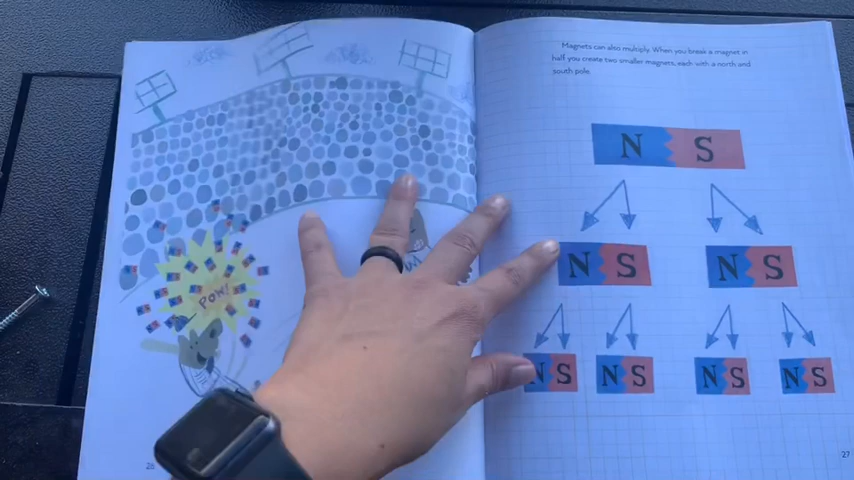 POW!
26
Magnets can also multiply. When you break a magnet in
half you create two smaller magnets, each with a north and
south pole.
N S
N S N S
N S N S N S N S
27